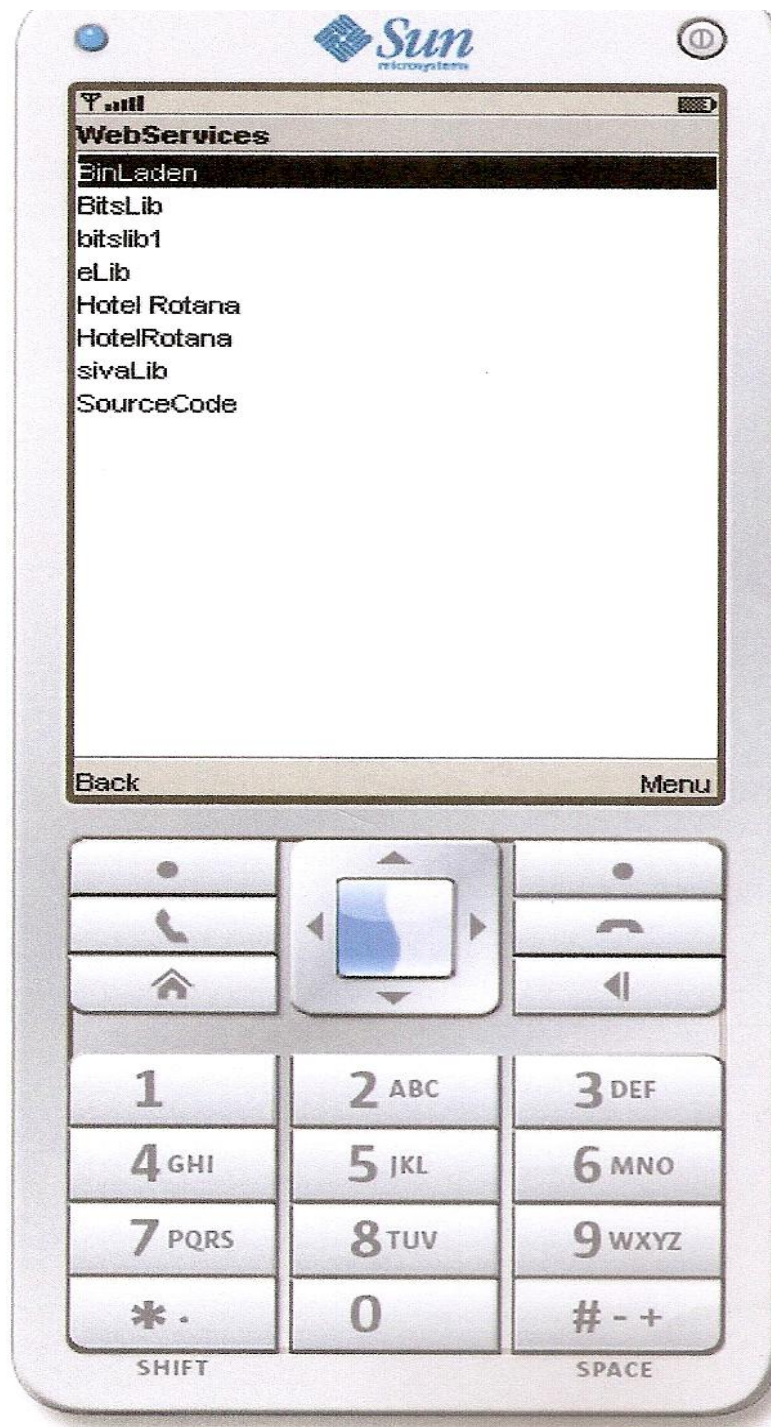 Sun
microsystems
WebServices
BinLaden
BitsLib
bitslib1
eLib
Hotel Rotana
HotelRotana
sivaLib
SourceCode
Back Menu
1 2 ABC 3 DEF
4 GHI 5 JKL 6 MNO
7 PQRS 8 TUV 9 WXYZ
* . 0 # - +
SHIFT SPACE